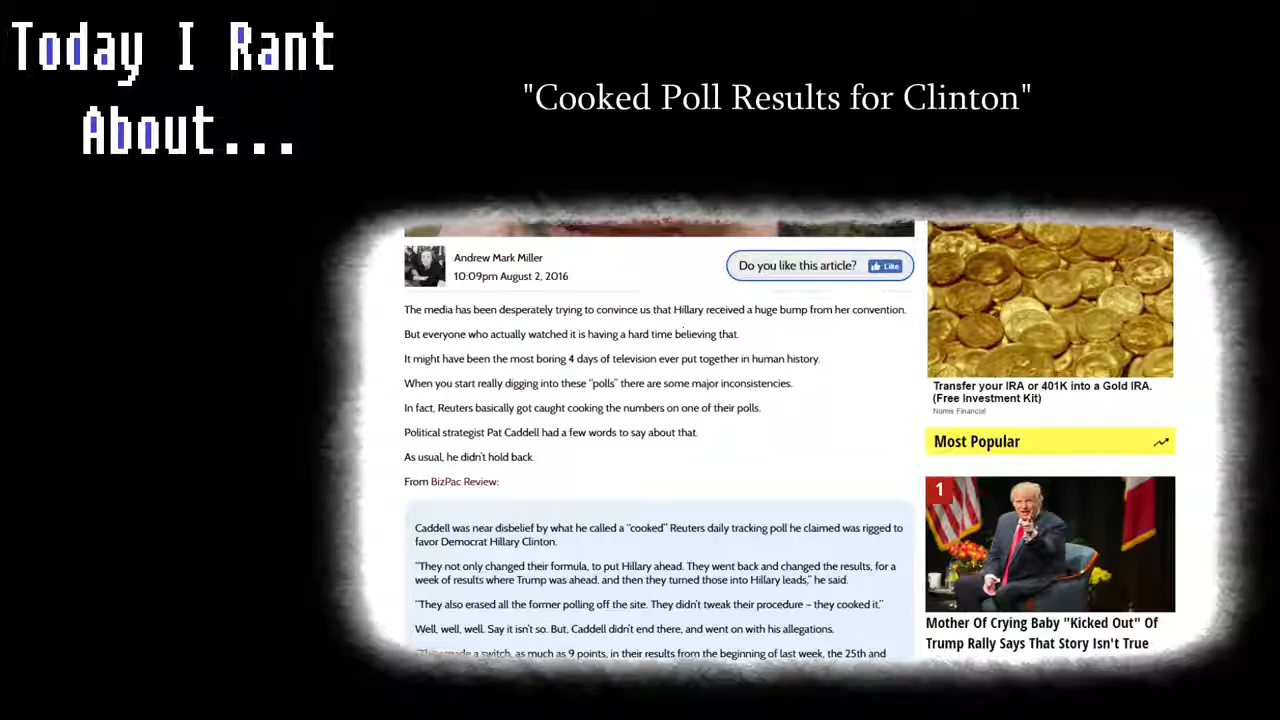 Today I Rant
About...
"Cooked Poll Results for Clinton"
Andrew Mark Miller
10:09pm August 2, 2016
Do you like this article?
Like
The media has been desperately trying to convince us that Hillary received a huge bump from her convention.
But everyone who actually watched it is having a hard time believing that.
It might have been the most boring 4 days of television ever put together in human history.
When you start really digging into these "polls" there are some major inconsistencies.
In fact, Reuters basically got caught cooking the numbers on one of their polls.
Political strategist Pat Caddell had a few words to say about that.
As usual, he didn't hold back.
From BizPac Review:
Caddell was near disbelief by what he called a "cooked" Reuters daily tracking poll he claimed was rigged to
favor Democrat Hillary Clinton.
"They not only changed their formula, to put Hillary ahead. They went back and changed the results, for a
week of results where Trump was ahead, and then they turned those into Hillary leads," he said.
"They also erased all the former polling off the site. They didn't tweak their procedure – they cooked it."
Well, well, well. Say it isn't so. But, Caddell didn't end there, and went on with his allegations.
made a switch, as much as 9 points, in their results from the beginning of last week, the 25th and
Transfer your IRA or 401K into a Gold IRA.
(Free Investment Kit)
Financial
Most Popular
1
Mother Of Crying Baby "Kicked Out" Of
Trump Rally Says That Story Isn't True